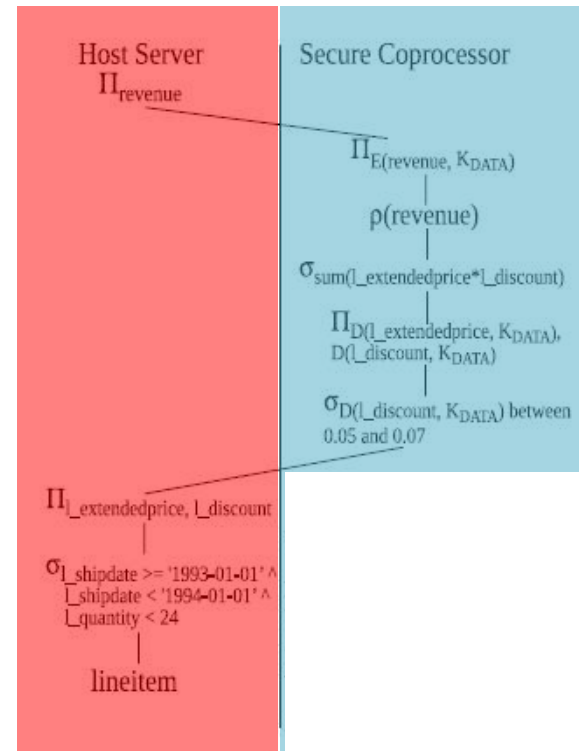 Host Server
Secure Coprocessor
Πrevenue
ΠE(revenue, KDATA)
ρ(revenue)
σsum(l_extendedprice*l_discount)
ΠD(l_extendedprice, KDATA),
D(l_discount, KDATA)
σD(l_discount, KDATA) between
0.05 and 0.07
Πl_extendedprice, l_discount
σl_shipdate >= '1993-01-01' ^
l_shipdate < '1994-01-01' ^
l_quantity < 24
lineitem